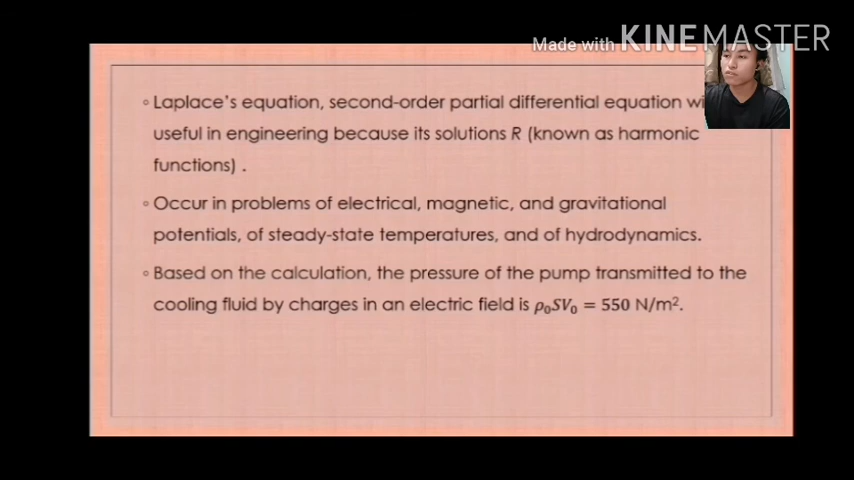 Made with KINEMASTER
◦ Laplace's equation, second-order partial differential equation
useful in engineering because its solutions R (known as harmonic
functions) .
◦ Occur in problems of electrical, magnetic, and gravitational
potentials, of steady-state temperatures, and of hydrodynamics.
◦ Based on the calculation, the pressure of the pump transmitted to the
cooling fluid by charges in an electric field is ρ₀SV₀ = 550 N/m².